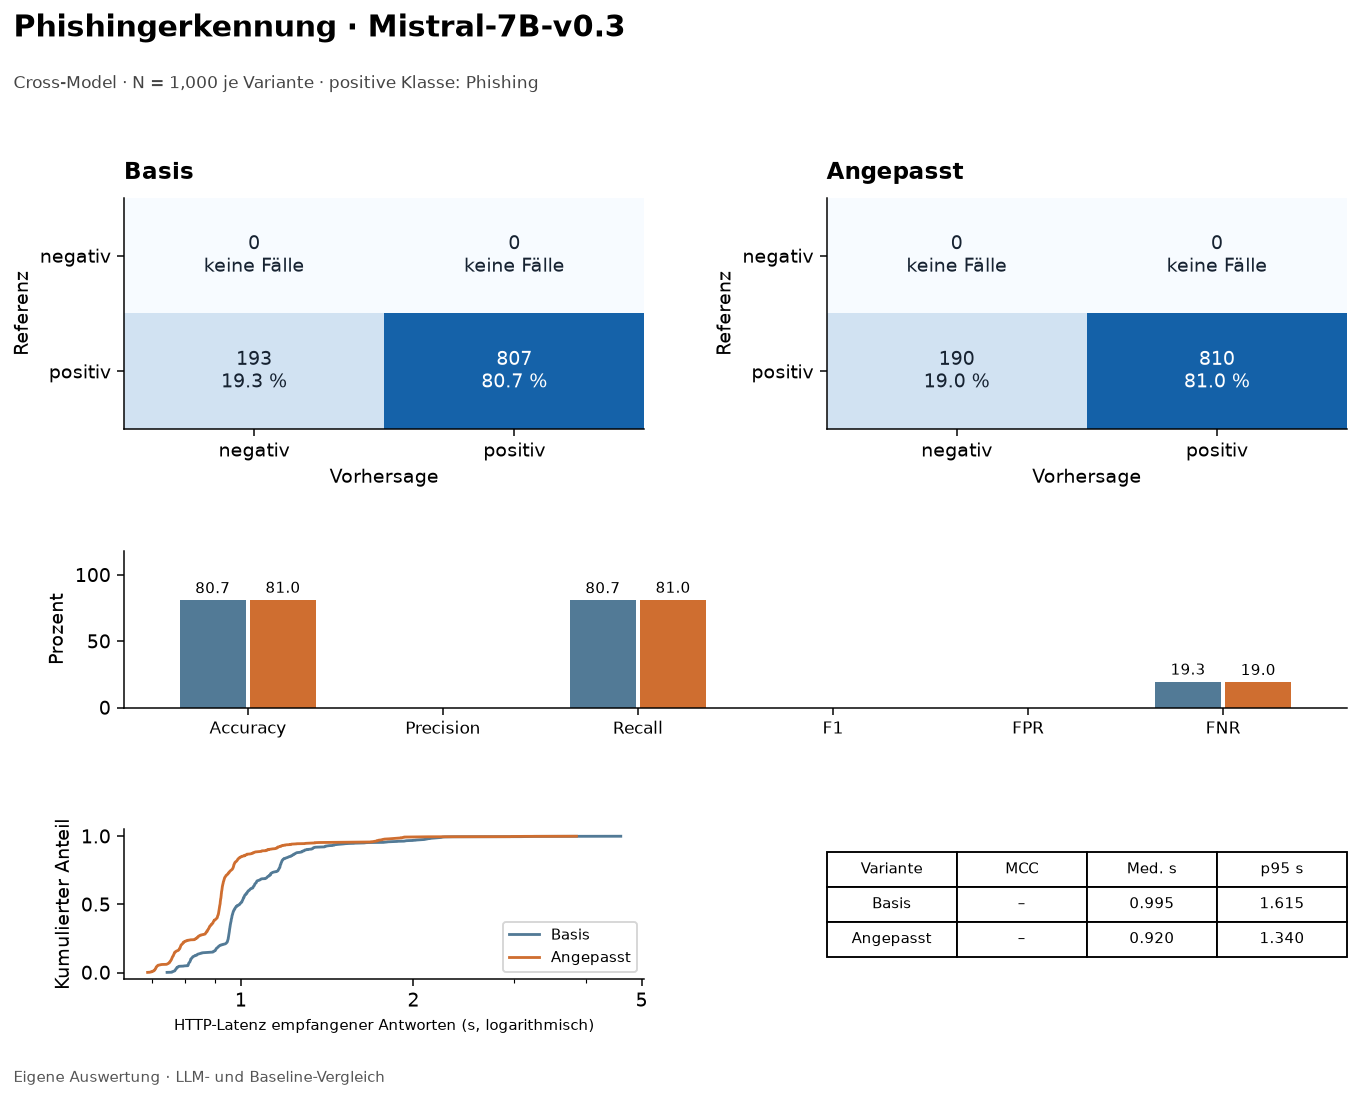 Phishingerkennung · Mistral-7B-v0.3
Cross-Model · N = 1,000 je Variante · positive Klasse: Phishing
Basis
Referenz
negativ
0
keine Fälle
0
keine Fälle
positiv
193
19.3 %
807
80.7 %
negativ
positiv
Vorhersage
Angepasst
Referenz
negativ
0
keine Fälle
0
keine Fälle
positiv
190
19.0 %
810
81.0 %
negativ
positiv
Vorhersage
Prozent
100
50
0
80.7
81.0
80.7
81.0
19.3
19.0
Accuracy
Precision
Recall
F1
FPR
FNR
Kumulierter Anteil
1.0
0.5
0.0
Basis
Angepasst
1
2
5
HTTP-Latenz empfangener Antworten (s, logarithmisch)
Variante MCC Med. s p95 s
Basis – 0.995 1.615
Angepasst – 0.920 1.340
Eigene Auswertung · LLM- und Baseline-Vergleich